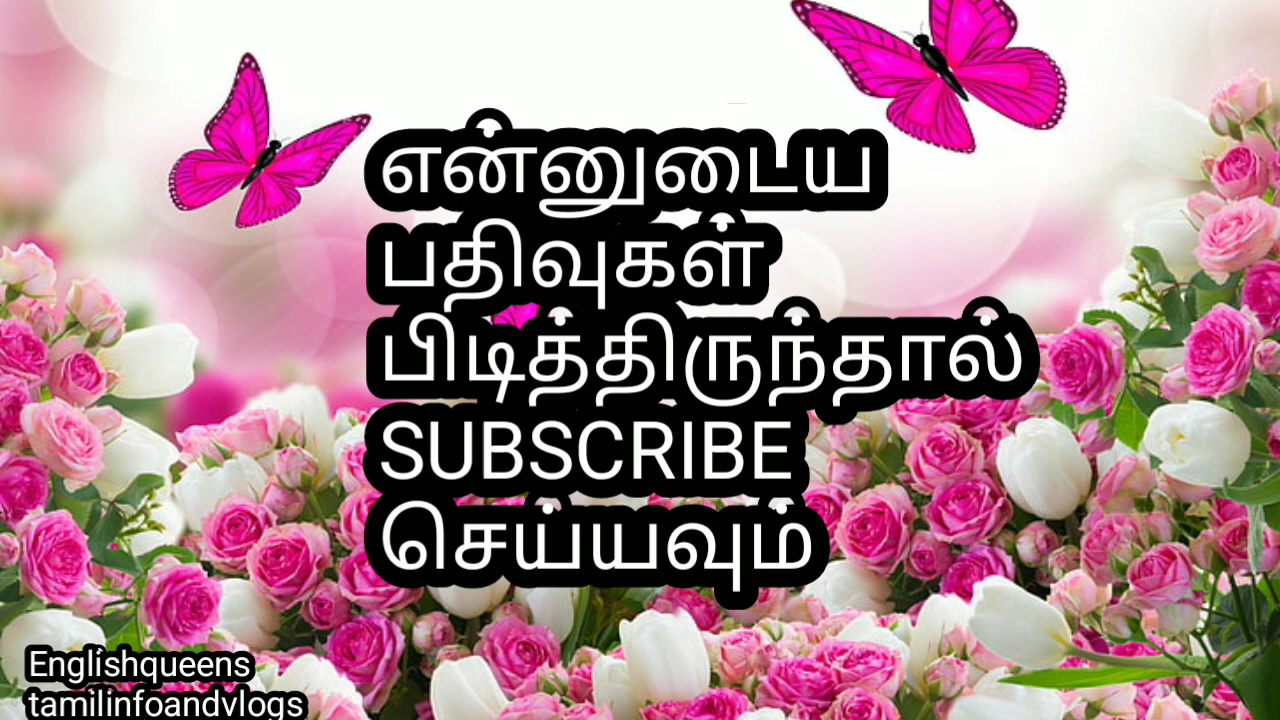 என்னுடைய
பதிவுகள்
பிடித்திருந்தால்
SUBSCRIBE
செய்யவும்
Englishqueens
tamilinfoandvlogs